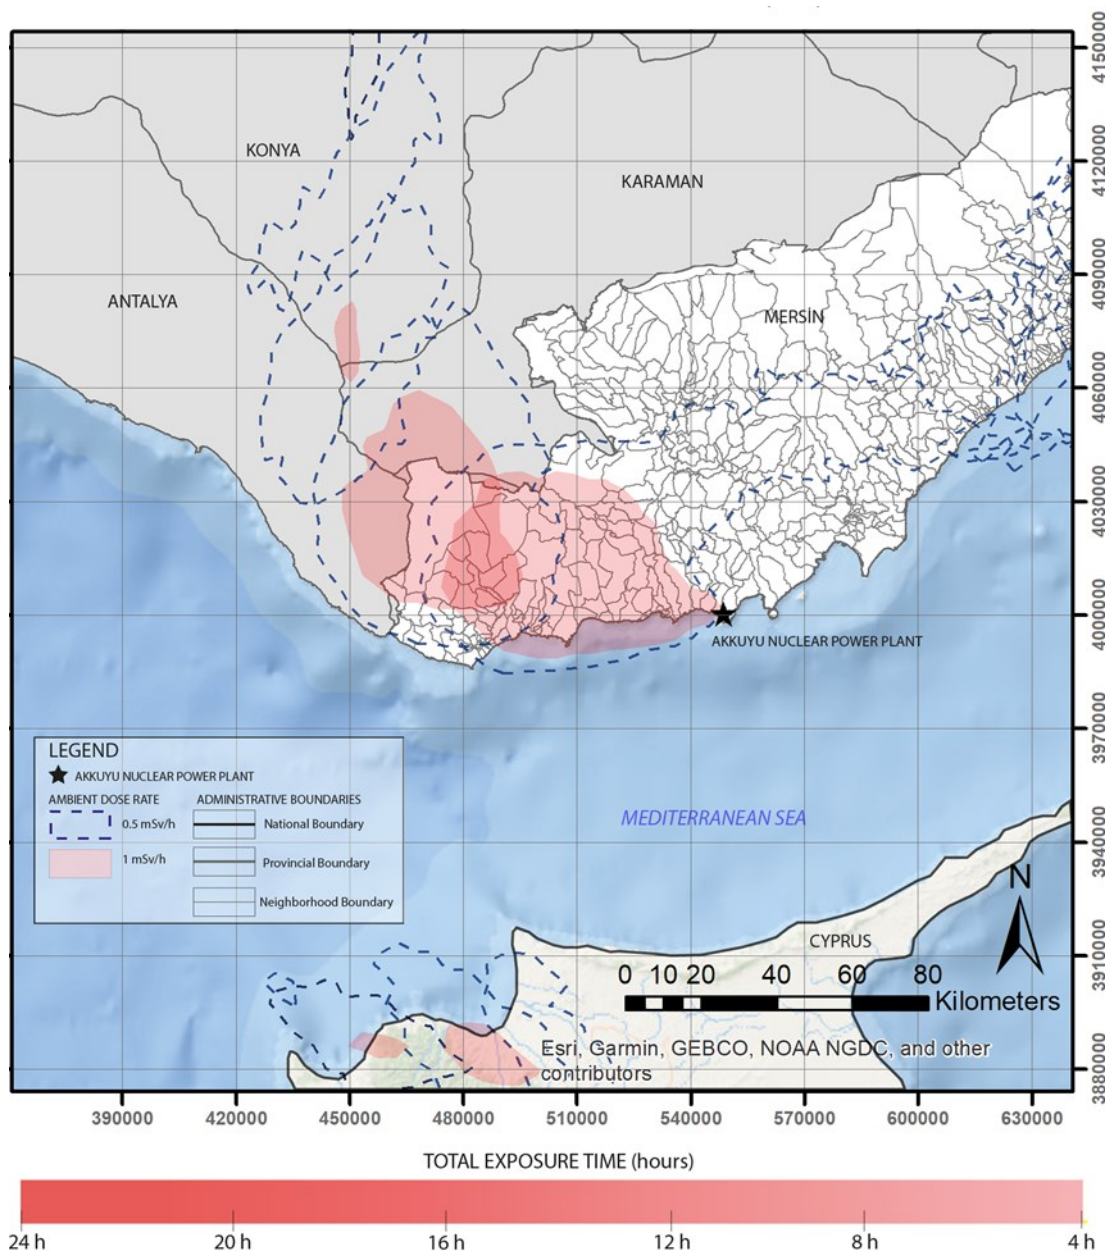 KONYA
KARAMAN
ANTALYA
MERSİN
AKKUYU NUCLEAR POWER PLANT
4150000
4120000
4090000
4060000
4030000
4000000
3970000
3940000
3910000
3880000
LEGEND
AKKUYU NUCLEAR POWER PLANT
AMBIENT DOSE RATE
0.5 mSv/h
1 mSv/h
ADMINISTRATIVE BOUNDARIES
National Boundary
Provincial Boundary
Neighborhood Boundary
MEDITERRANEAN SEA
N
CYPRUS
0 10 20 40 60 80
Kilometers
Esri, Garmin, GEBCO, NOAA NGDC, and other
contributors
390000 420000 450000 480000 510000 540000 570000 600000 630000
TOTAL EXPOSURE TIME (hours)
24 h 20 h 16 h 12 h 8 h 4 h